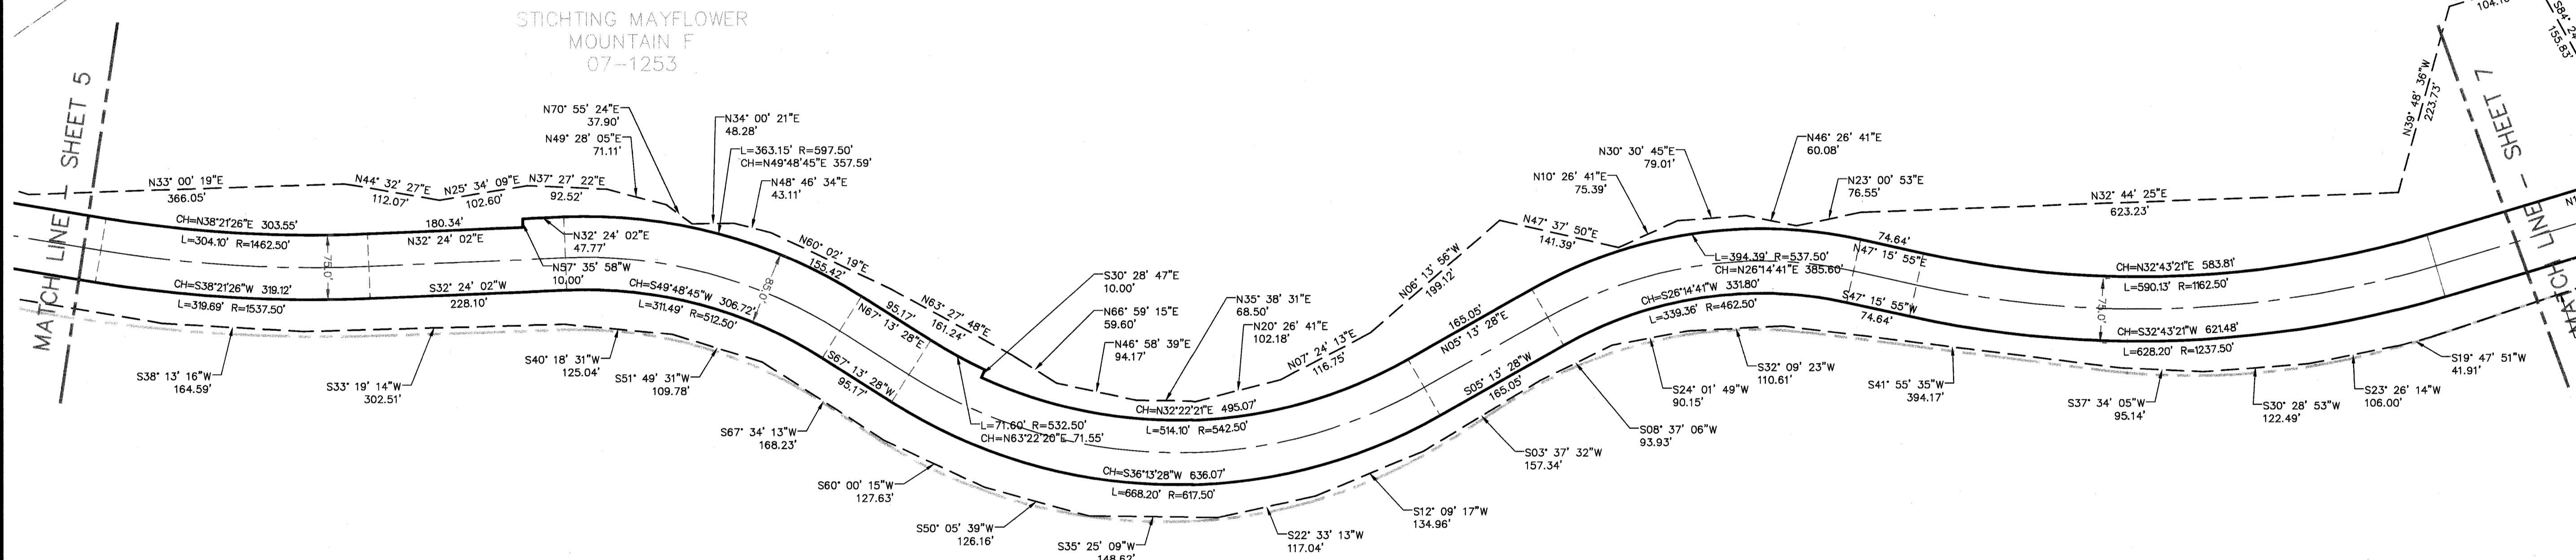 STICHTING MAYFLOWER
MOUNTAIN F
07-1253
MATCH LINE - SHEET 5
N33° 00' 19"E
366.05'
N44° 32' 27"E
112.07'
N25° 34' 09"E
102.60'
N37° 27' 22"E
92.52'
N49° 28' 05"E
71.11'
N70° 55' 24"E
37.90'
N34° 00' 21"E
48.28'
L=363.15' R=597.50'
CH=N49°48'45"E 357.59'
N48° 46' 34"E
43.11'
N60° 02' 19"E
155.42'
N63° 27' 48"E
161.24'
N66° 59' 15"E
59.60'
N46° 58' 39"E
94.17'
N35° 38' 31"E
68.50'
N20° 26' 41"E
102.18'
N07° 24' 13"E
116.75'
N06° 13' 56"W
199.12'
N47° 37' 50"E
141.39'
N10° 26' 41"E
75.39'
N30° 30' 45"E
79.01'
N46° 26' 41"E
60.08'
N23° 00' 53"E
76.55'
N32° 44' 25"E
623.23'
N39° 48' 36"W
223.73'
155.83'
MATCH LINE - SHEET 7
CH=N38°21'26"E 303.55'
L=304.10' R=1462.50'
180.34'
N32° 24' 02"E
N32° 24' 02"E
47.77'
N57° 35' 58"W
10.00'
75.0'
85.0'
95.17'
N67° 13' 28"E
S30° 28' 47"E
10.00'
L=71.60' R=532.50'
CH=N63°22'20"E 71.55'
CH=N32°22'21"E 495.07'
L=514.10' R=542.50'
165.05'
N05° 13' 28"E
L=394.39' R=537.50'
CH=N26°14'41"E 385.60'
74.64'
N47° 15' 55"E
CH=N32°43'21"E 583.81'
L=590.13' R=1162.50'
75.0'
CH=S38°21'26"W 319.12'
L=319.69' R=1537.50'
S32° 24' 02"W
228.10'
CH=S49°48'45"W 306.72'
L=311.49' R=512.50'
S67° 13' 28"W
95.17'
CH=S36°13'28"W 636.07'
L=668.20' R=617.50'
S05° 13' 28"W
165.05'
CH=S26°14'41"W 331.80'
L=339.36' R=462.50'
S47° 15' 55"W
74.64'
CH=S32°43'21"W 621.48'
L=628.20' R=1237.50'
S38° 13' 16"W
164.59'
S33° 19' 14"W
302.51'
S40° 18' 31"W
125.04'
S51° 49' 31"W
109.78'
S67° 34' 13"W
168.23'
S60° 00' 15"W
127.63'
S50° 05' 39"W
126.16'
S35° 25' 09"W
148.62'
S22° 33' 13"W
117.04'
S12° 09' 17"W
134.96'
S03° 37' 32"W
157.34'
S08° 37' 06"W
93.93'
S24° 01' 49"W
90.15'
S32° 09' 23"W
110.61'
S41° 55' 35"W
394.17'
S37° 34' 05"W
95.14'
S30° 28' 53"W
122.49'
S23° 26' 14"W
106.00'
S19° 47' 51"W
41.91'